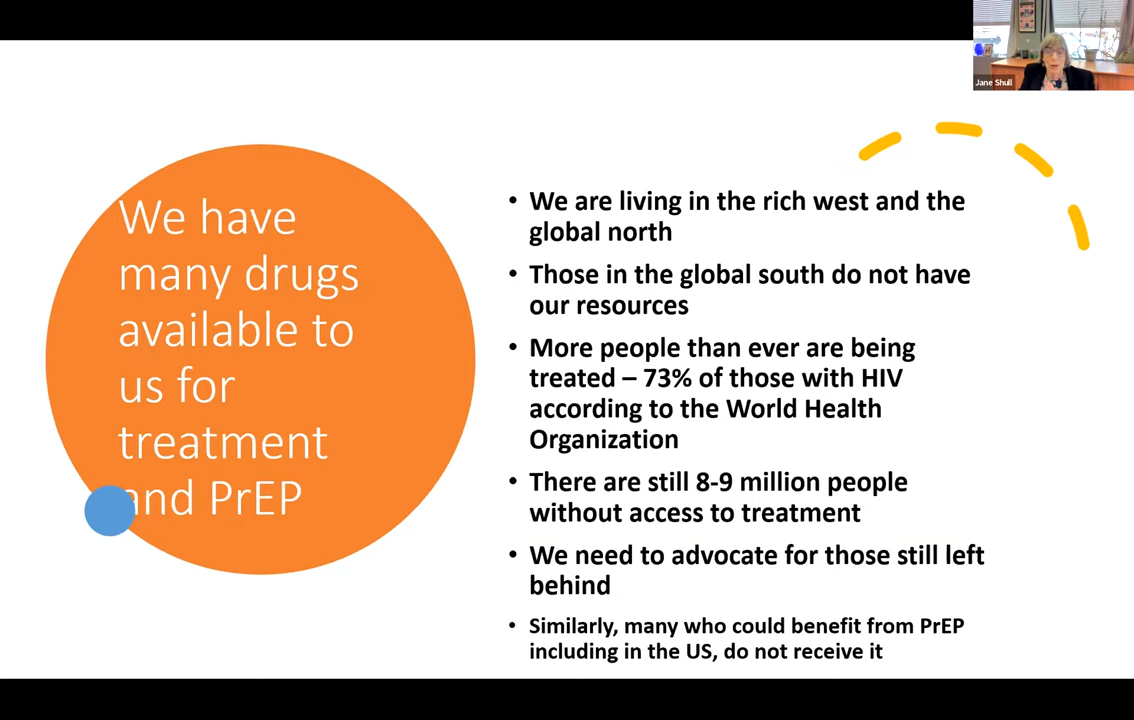 Jane Shull
We have
many drugs
available to
us for
treatment
and PrEP
• We are living in the rich west and the
global north
• Those in the global south do not have
our resources
• More people than ever are being
treated – 73% of those with HIV
according to the World Health
Organization
• There are still 8-9 million people
without access to treatment
• We need to advocate for those still left
behind
• Similarly, many who could benefit from PrEP
including in the US, do not receive it